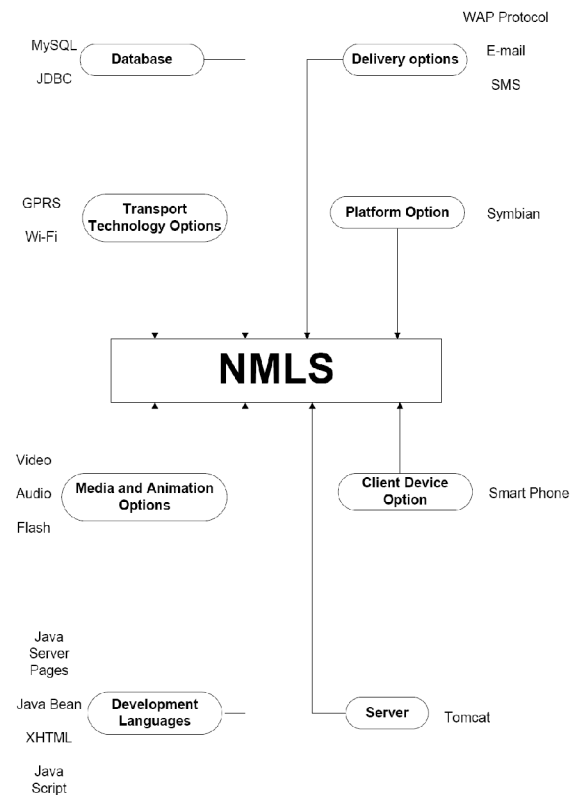 WAP Protocol
MySQL
Database
Delivery options
E-mail
JDBC
SMS
GPRS
Transport
Technology Options
Platform Option
Symbian
Wi-Fi
NMLS
Video
Audio
Media and Animation
Options
Client Device
Option
Smart Phone
Flash
Java
Server
Pages
Java Bean
Development
Languages
Server
Tomcat
XHTML
Java
Script